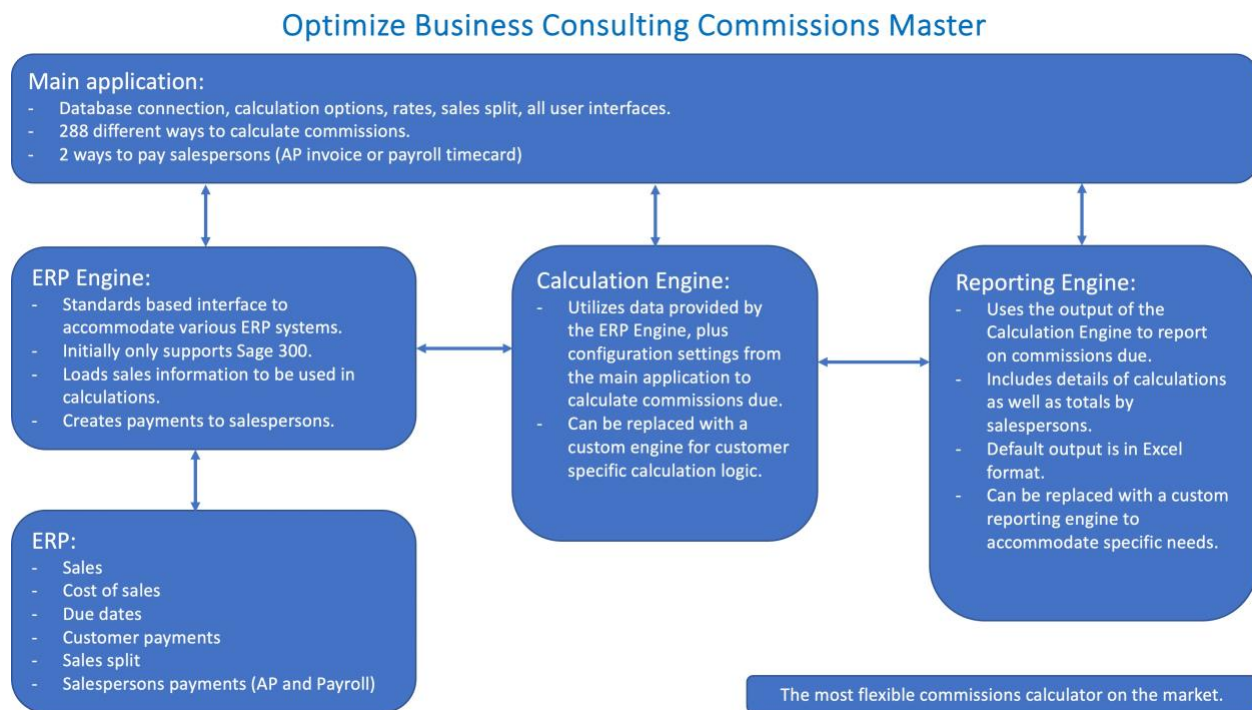 Optimize Business Consulting Commissions Master
Main application:
- Database connection, calculation options, rates, sales split, all user interfaces.
- 288 different ways to calculate commissions.
- 2 ways to pay salespersons (AP invoice or payroll timecard)
ERP Engine:
- Standards based interface to
accommodate various ERP systems.
- Initially only supports Sage 300.
- Loads sales information to be used in
calculations.
- Creates payments to salespersons.
Calculation Engine:
- Utilizes data provided by
the ERP Engine, plus
configuration settings from
the main application to
calculate commissions due.
- Can be replaced with a
custom engine for customer
specific calculation logic.
Reporting Engine:
- Uses the output of the
Calculation Engine to report
on commissions due.
- Includes details of calculations
as well as totals by
salespersons.
- Default output is in Excel
format.
- Can be replaced with a custom
reporting engine to
accommodate specific needs.
ERP:
- Sales
- Cost of sales
- Due dates
- Customer payments
- Sales split
- Salespersons payments (AP and Payroll)
The most flexible commissions calculator on the market.